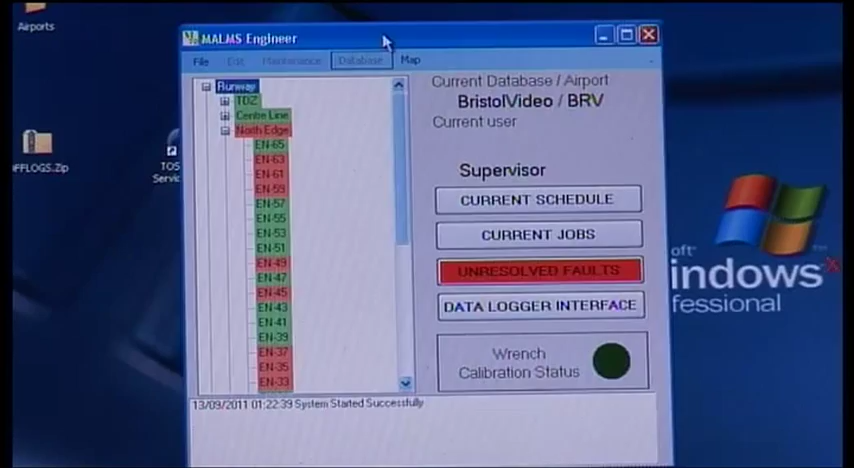 Airports
MALMS Engineer
File Edit Maintenance Database Map
Runway
TDZ
Centre Line
North Edge
EN-65
EN-63
EN-61
EN-59
EN-57
EN-55
EN-53
EN-51
EN-49
EN-47
EN-45
EN-43
EN-41
EN-39
EN-37
EN-35
EN-33
Current Database / Airport
BristolVideo / BRV
Current user
Supervisor
CURRENT SCHEDULE
CURRENT JOBS
UNRESOLVED FAULTS
DATA LOGGER INTERFACE
Wrench
Calibration Status
13/09/2011 01:22:39 System Started Successfully
FFLOGS.Zip
TOS
Servic
soft
indows
fessional